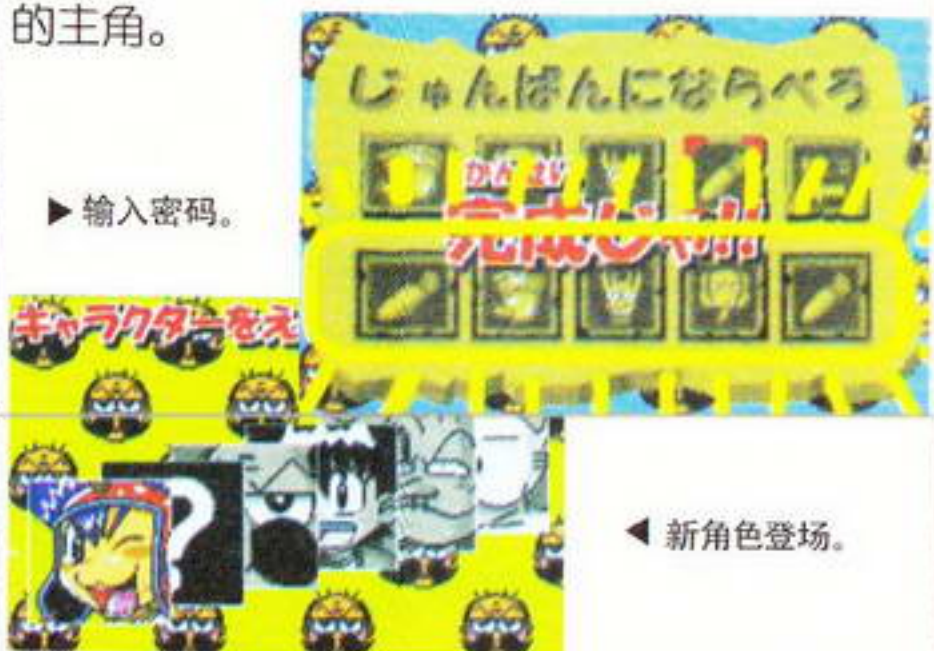 的主角。
じゅんばんにならべろ
かんせい
完成じゃ!!
▶ 输入密码。
キャラクターをえ
?
◀ 新角色登场。